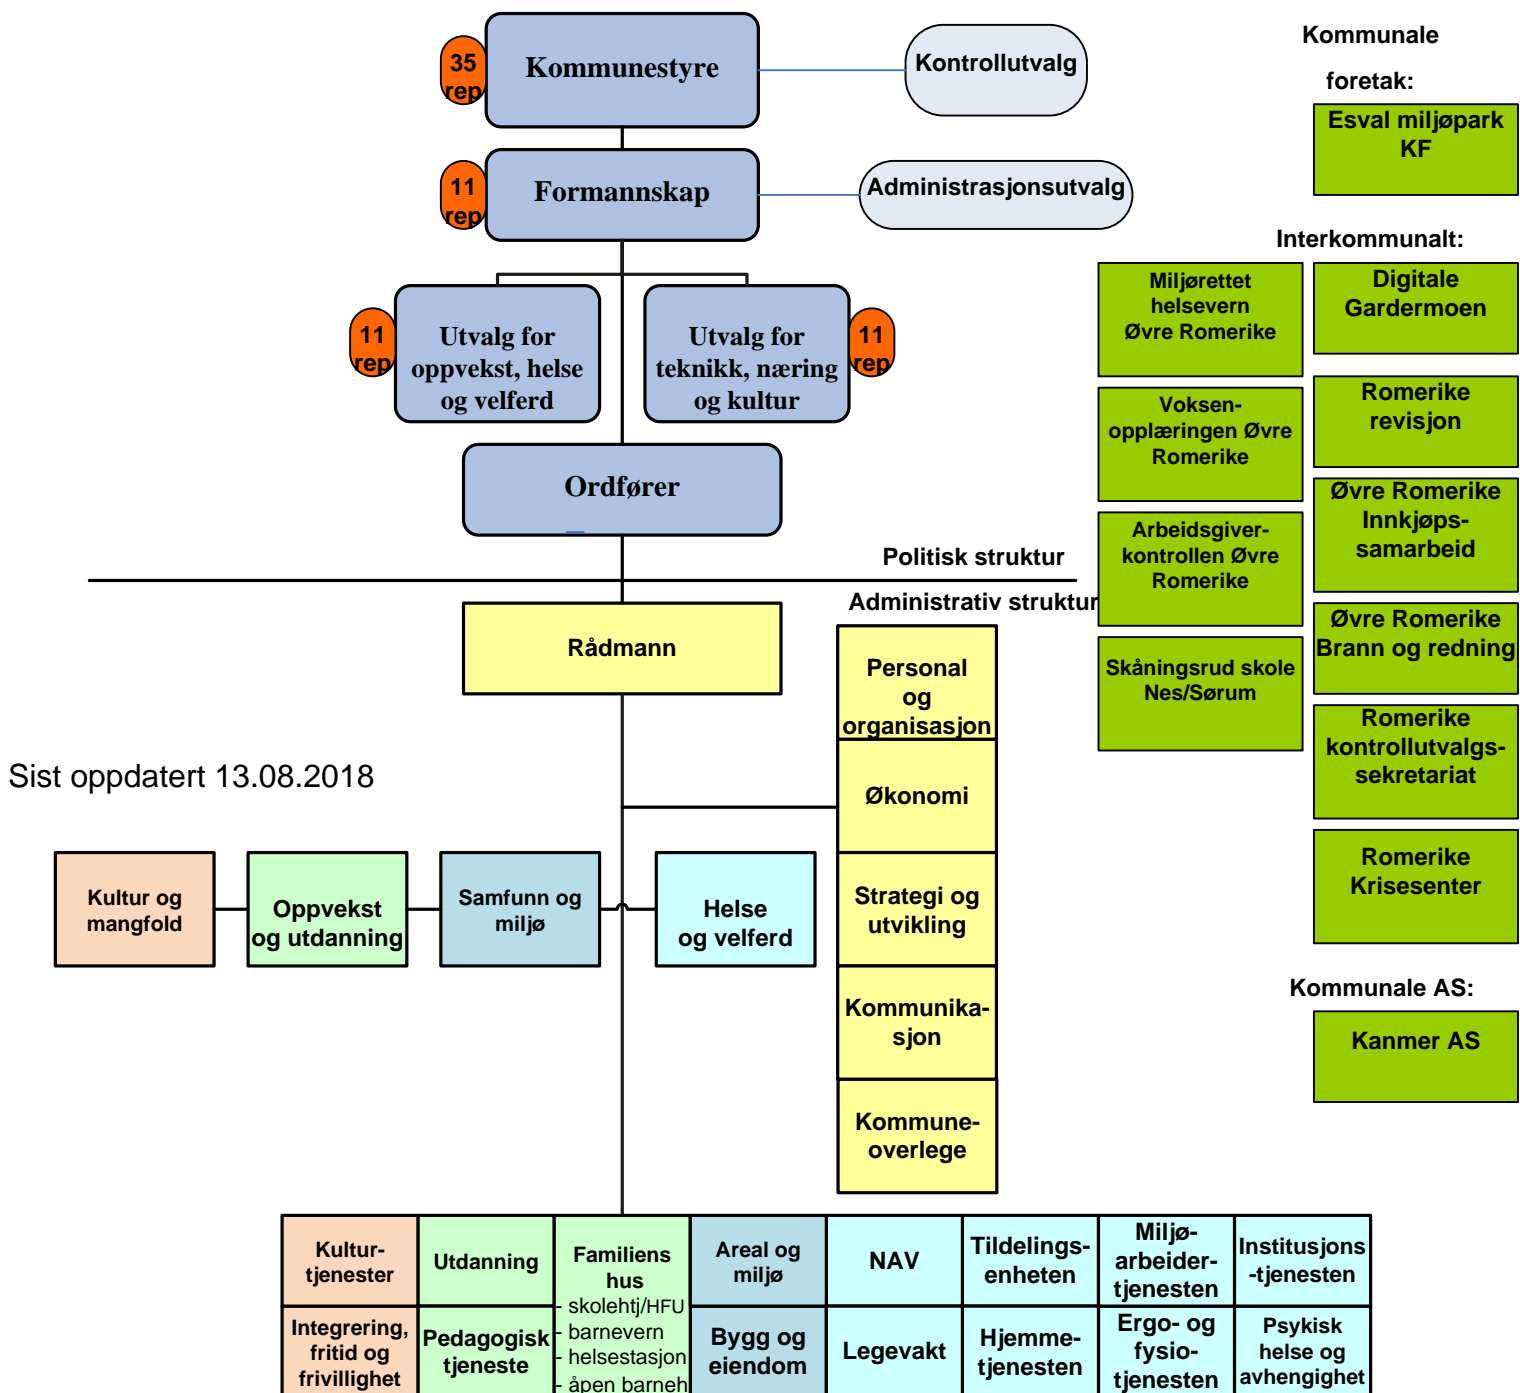 35
rep
Kommunestyre
Kontrollutvalg
11
rep
Formannskap
Administrasjonsutvalg
11
rep
Utvalg for
oppvekst, helse
og velferd
Utvalg for
teknikk, næring
og kultur
11
rep
Ordfører
Politisk struktur
Administrativ struktur
Rådmann
Personal
og
organisasjon
Økonomi
Strategi og
utvikling
Kommunika-
sjon
Kommune-
overlege
Sist oppdatert 13.08.2018
Kultur og
mangfold
Oppvekst
og utdanning
Samfunn og
miljø
Helse
og velferd
Kommunale
foretak:
Esval miljøpark
KF
Interkommunalt:
Miljørettet
helsevern
Øvre Romerike
Voksen-
opplæringen Øvre
Romerike
Arbeidsgiver-
kontrollen Øvre
Romerike
Skåningsrud skole
Nes/Sørum
Digitale
Gardermoen
Romerike
revisjon
Øvre Romerike
Innkjøps-
samarbeid
Øvre Romerike
Brann og redning
Romerike
kontrollutvalgs-
sekretariat
Romerike
Krisesenter
Kommunale AS:
Kanmer AS
Kultur-
tjenester
Utdanning
Familiens
hus
- skolehtj/HFU
- barnevern
- helsestasjon
- åpen barneh
Areal og
miljø
NAV
Tildelings-
enheten
Miljø-
arbeider-
tjenesten
Institusjons
-tjenesten
Integrering,
fritid og
frivillighet
Pedagogisk
tjeneste
Bygg og
eiendom
Legevakt
Hjemme-
tjenesten
Ergo- og
fysio-
tjenesten
Psykisk
helse og
avhengighet